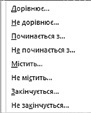 Дорівнює...
Не дорівнює...
Починається з...
Не починається з...
Містить...
Не містить...
Закінчується...
Не закінчується...